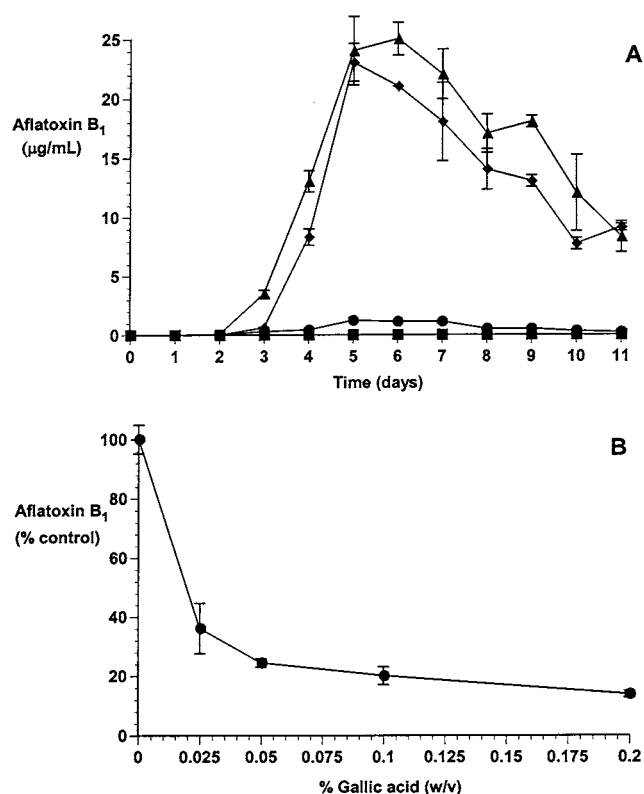 A
Aflatoxin B1
(μg/mL)
25
20
15
10
5
0
0 1 2 3 4 5 6 7 8 9 10 11
Time (days)
B
Aflatoxin B1
(% control)
100
80
60
40
20
0
0 0.025 0.05 0.075 0.1 0.125 0.15 0.175 0.2
% Gallic acid (w/v)